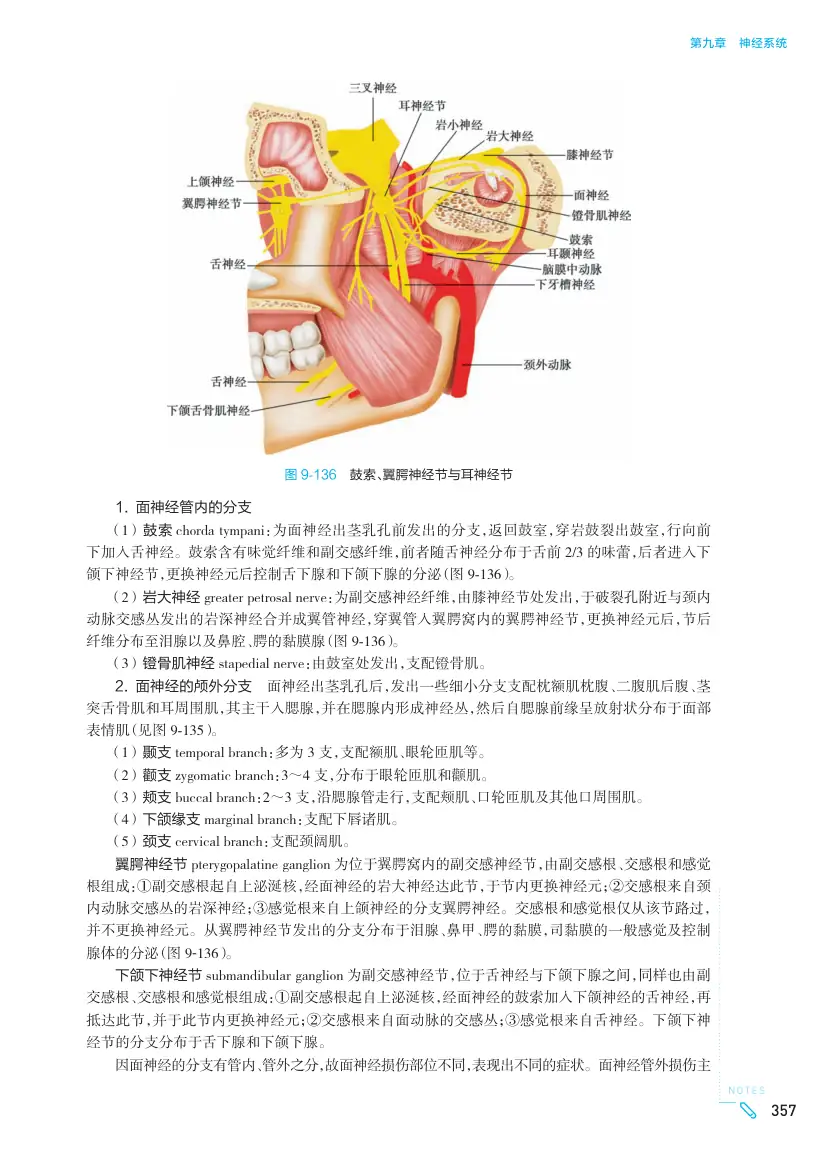 第九章　神经系统
三叉神经
耳神经节
岩小神经
岩大神经
膝神经节
上颌神经
面神经
翼腭神经节
镫骨肌神经
鼓索
耳颞神经
舌神经
脑膜中动脉
下牙槽神经
颈外动脉
舌神经
下颌舌骨肌神经
图 9-136　鼓索、翼腭神经节与耳神经节
1. 面神经管内的分支
（1）鼓索 chorda tympani：为面神经出茎乳孔前发出的分支，返回鼓室，穿岩鼓裂出鼓室，行向前
下加入舌神经。鼓索含有味觉纤维和副交感纤维，前者随舌神经分布于舌前 2/3 的味蕾，后者进入下
颌下神经节，更换神经元后控制舌下腺和下颌下腺的分泌（图 9-136）。
（2）岩大神经 greater petrosal nerve：为副交感神经纤维，由膝神经节处发出，于破裂孔附近与颈内
动脉交感丛发出的岩深神经合并成翼管神经，穿翼管入翼腭窝内的翼腭神经节，更换神经元后，节后
纤维分布至泪腺以及鼻腔、腭的黏膜腺（图 9-136）。
（3）镫骨肌神经 stapedial nerve：由鼓室处发出，支配镫骨肌。
2. 面神经的颅外分支　面神经出茎乳孔后，发出一些细小分支支配枕额肌枕腹、二腹肌后腹、茎
突舌骨肌和耳周围肌，其主干入腮腺，并在腮腺内形成神经丛，然后自腮腺前缘呈放射状分布于面部
表情肌（见图 9-135）。
（1）颞支 temporal branch：多为 3 支，支配额肌、眼轮匝肌等。
（2）颧支 zygomatic branch：3～4 支，分布于眼轮匝肌和颧肌。
（3）颊支 buccal branch：2～3 支，沿腮腺管走行，支配颊肌、口轮匝肌及其他口周围肌。
（4）下颌缘支 marginal branch：支配下唇诸肌。
（5）颈支 cervical branch：支配颈阔肌。
翼腭神经节 pterygopalatine ganglion 为位于翼腭窝内的副交感神经节，由副交感根、交感根和感觉
根组成：①副交感根起自上泌涎核，经面神经的岩大神经达此节，于节内更换神经元；②交感根来自颈
内动脉交感丛的岩深神经；③感觉根来自上颌神经的分支翼腭神经。交感根和感觉根仅从该节路过，
并不更换神经元。从翼腭神经节发出的分支分布于泪腺、鼻甲、腭的黏膜，司黏膜的一般感觉及控制
腺体的分泌（图 9-136）。
下颌下神经节 submandibular ganglion 为副交感神经节，位于舌神经与下颌下腺之间，同样也由副
交感根、交感根和感觉根组成：①副交感根起自上泌涎核，经面神经的鼓索加入下颌神经的舌神经，再
抵达此节，并于此节内更换神经元；②交感根来自面动脉的交感丛；③感觉根来自舌神经。下颌下神
经节的分支分布于舌下腺和下颌下腺。
因面神经的分支有管内、管外之分，故面神经损伤部位不同，表现出不同的症状。面神经管外损伤主
NOTES
357